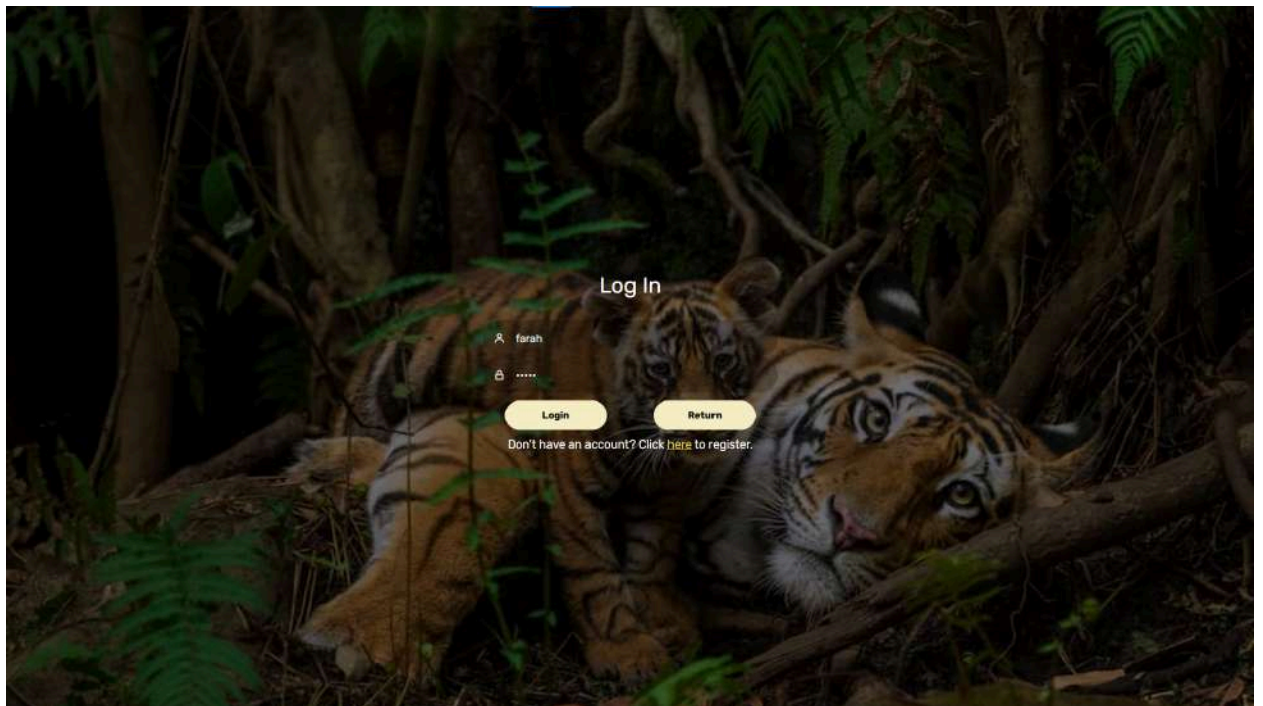 Log In
farah
•••••
Login Return
Don't have an account? Click here to register.